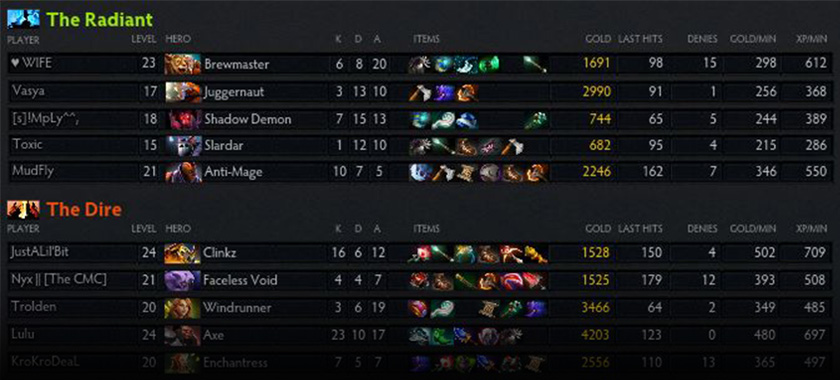 The Radiant
PLAYER LEVEL HERO K D A ITEMS GOLD LAST HITS DENIES GOLD/MIN XP/MIN
♥ WIFE 23 Brewmaster 6 8 20 1691 98 15 298 612
Vasya 17 Juggernaut 3 13 10 2990 91 1 256 368
[s]!MpLy^^, 18 Shadow Demon 7 15 13 744 65 5 244 389
Toxic 15 Slardar 1 12 10 682 95 4 215 286
MudFly 21 Anti-Mage 10 7 5 2246 162 7 346 550
The Dire
PLAYER LEVEL HERO K D A ITEMS GOLD LAST HITS DENIES GOLD/MIN XP/MIN
JustALil'Bit 24 Clinkz 16 6 12 1528 150 4 502 709
Nyx || [The CMC] 21 Faceless Void 4 4 7 1525 179 12 393 508
Trolden 20 Windrunner 3 6 19 3466 64 2 349 485
Lulu 24 Axe 23 10 17 4203 123 0 480 697
KroKroDeaL 20 Enchantress 7 5 7 2556 110 13 365 497